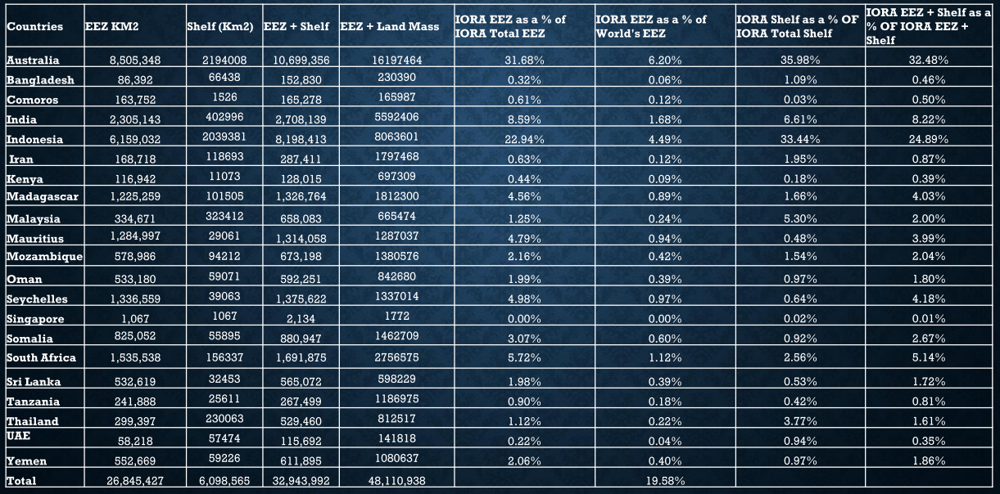 Countries EEZ KM2 Shelf (Km2) EEZ + Shelf EEZ + Land Mass IORA EEZ as a % of IORA Total EEZ IORA EEZ as a % of World's EEZ IORA Shelf as a % OF IORA Total Shelf IORA EEZ + Shelf as a % OF IORA EEZ + Shelf
Australia 8,505,348 2194008 10,699,356 16197464 31.68% 6.20% 35.98% 32.48%
Bangladesh 86,392 66438 152,830 230390 0.32% 0.06% 1.09% 0.46%
Comoros 163,752 1526 165,278 165987 0.61% 0.12% 0.03% 0.50%
India 2,305,143 402996 2,708,139 5592406 8.59% 1.68% 6.61% 8.22%
Indonesia 6,159,032 2039381 8,198,413 8063601 22.94% 4.49% 33.44% 24.89%
Iran 168,718 118693 287,411 1797468 0.63% 0.12% 1.95% 0.87%
Kenya 116,942 11073 128,015 697309 0.44% 0.09% 0.18% 0.39%
Madagascar 1,225,259 101505 1,326,764 1812300 4.56% 0.89% 1.66% 4.03%
Malaysia 334,671 323412 658,083 665474 1.25% 0.24% 5.30% 2.00%
Mauritius 1,284,997 29061 1,314,058 1287037 4.79% 0.94% 0.48% 3.99%
Mozambique 578,986 94212 673,198 1380576 2.16% 0.42% 1.54% 2.04%
Oman 533,180 59071 592,251 842680 1.99% 0.39% 0.97% 1.80%
Seychelles 1,336,559 39063 1,375,622 1337014 4.98% 0.97% 0.64% 4.18%
Singapore 1,067 1067 2,134 1772 0.00% 0.00% 0.02% 0.01%
Somalia 825,052 55895 880,947 1462709 3.07% 0.60% 0.92% 2.67%
South Africa 1,535,538 156337 1,691,875 2756575 5.72% 1.12% 2.56% 5.14%
Sri Lanka 532,619 32453 565,072 598229 1.98% 0.39% 0.53% 1.72%
Tanzania 241,888 25611 267,499 1186975 0.90% 0.18% 0.42% 0.81%
Thailand 299,397 230063 529,460 812517 1.12% 0.22% 3.77% 1.61%
UAE 58,218 57474 115,692 141818 0.22% 0.04% 0.94% 0.35%
Yemen 552,669 59226 611,895 1080637 2.06% 0.40% 0.97% 1.86%
Total 26,845,427 6,098,565 32,943,992 48,110,938 19.58%